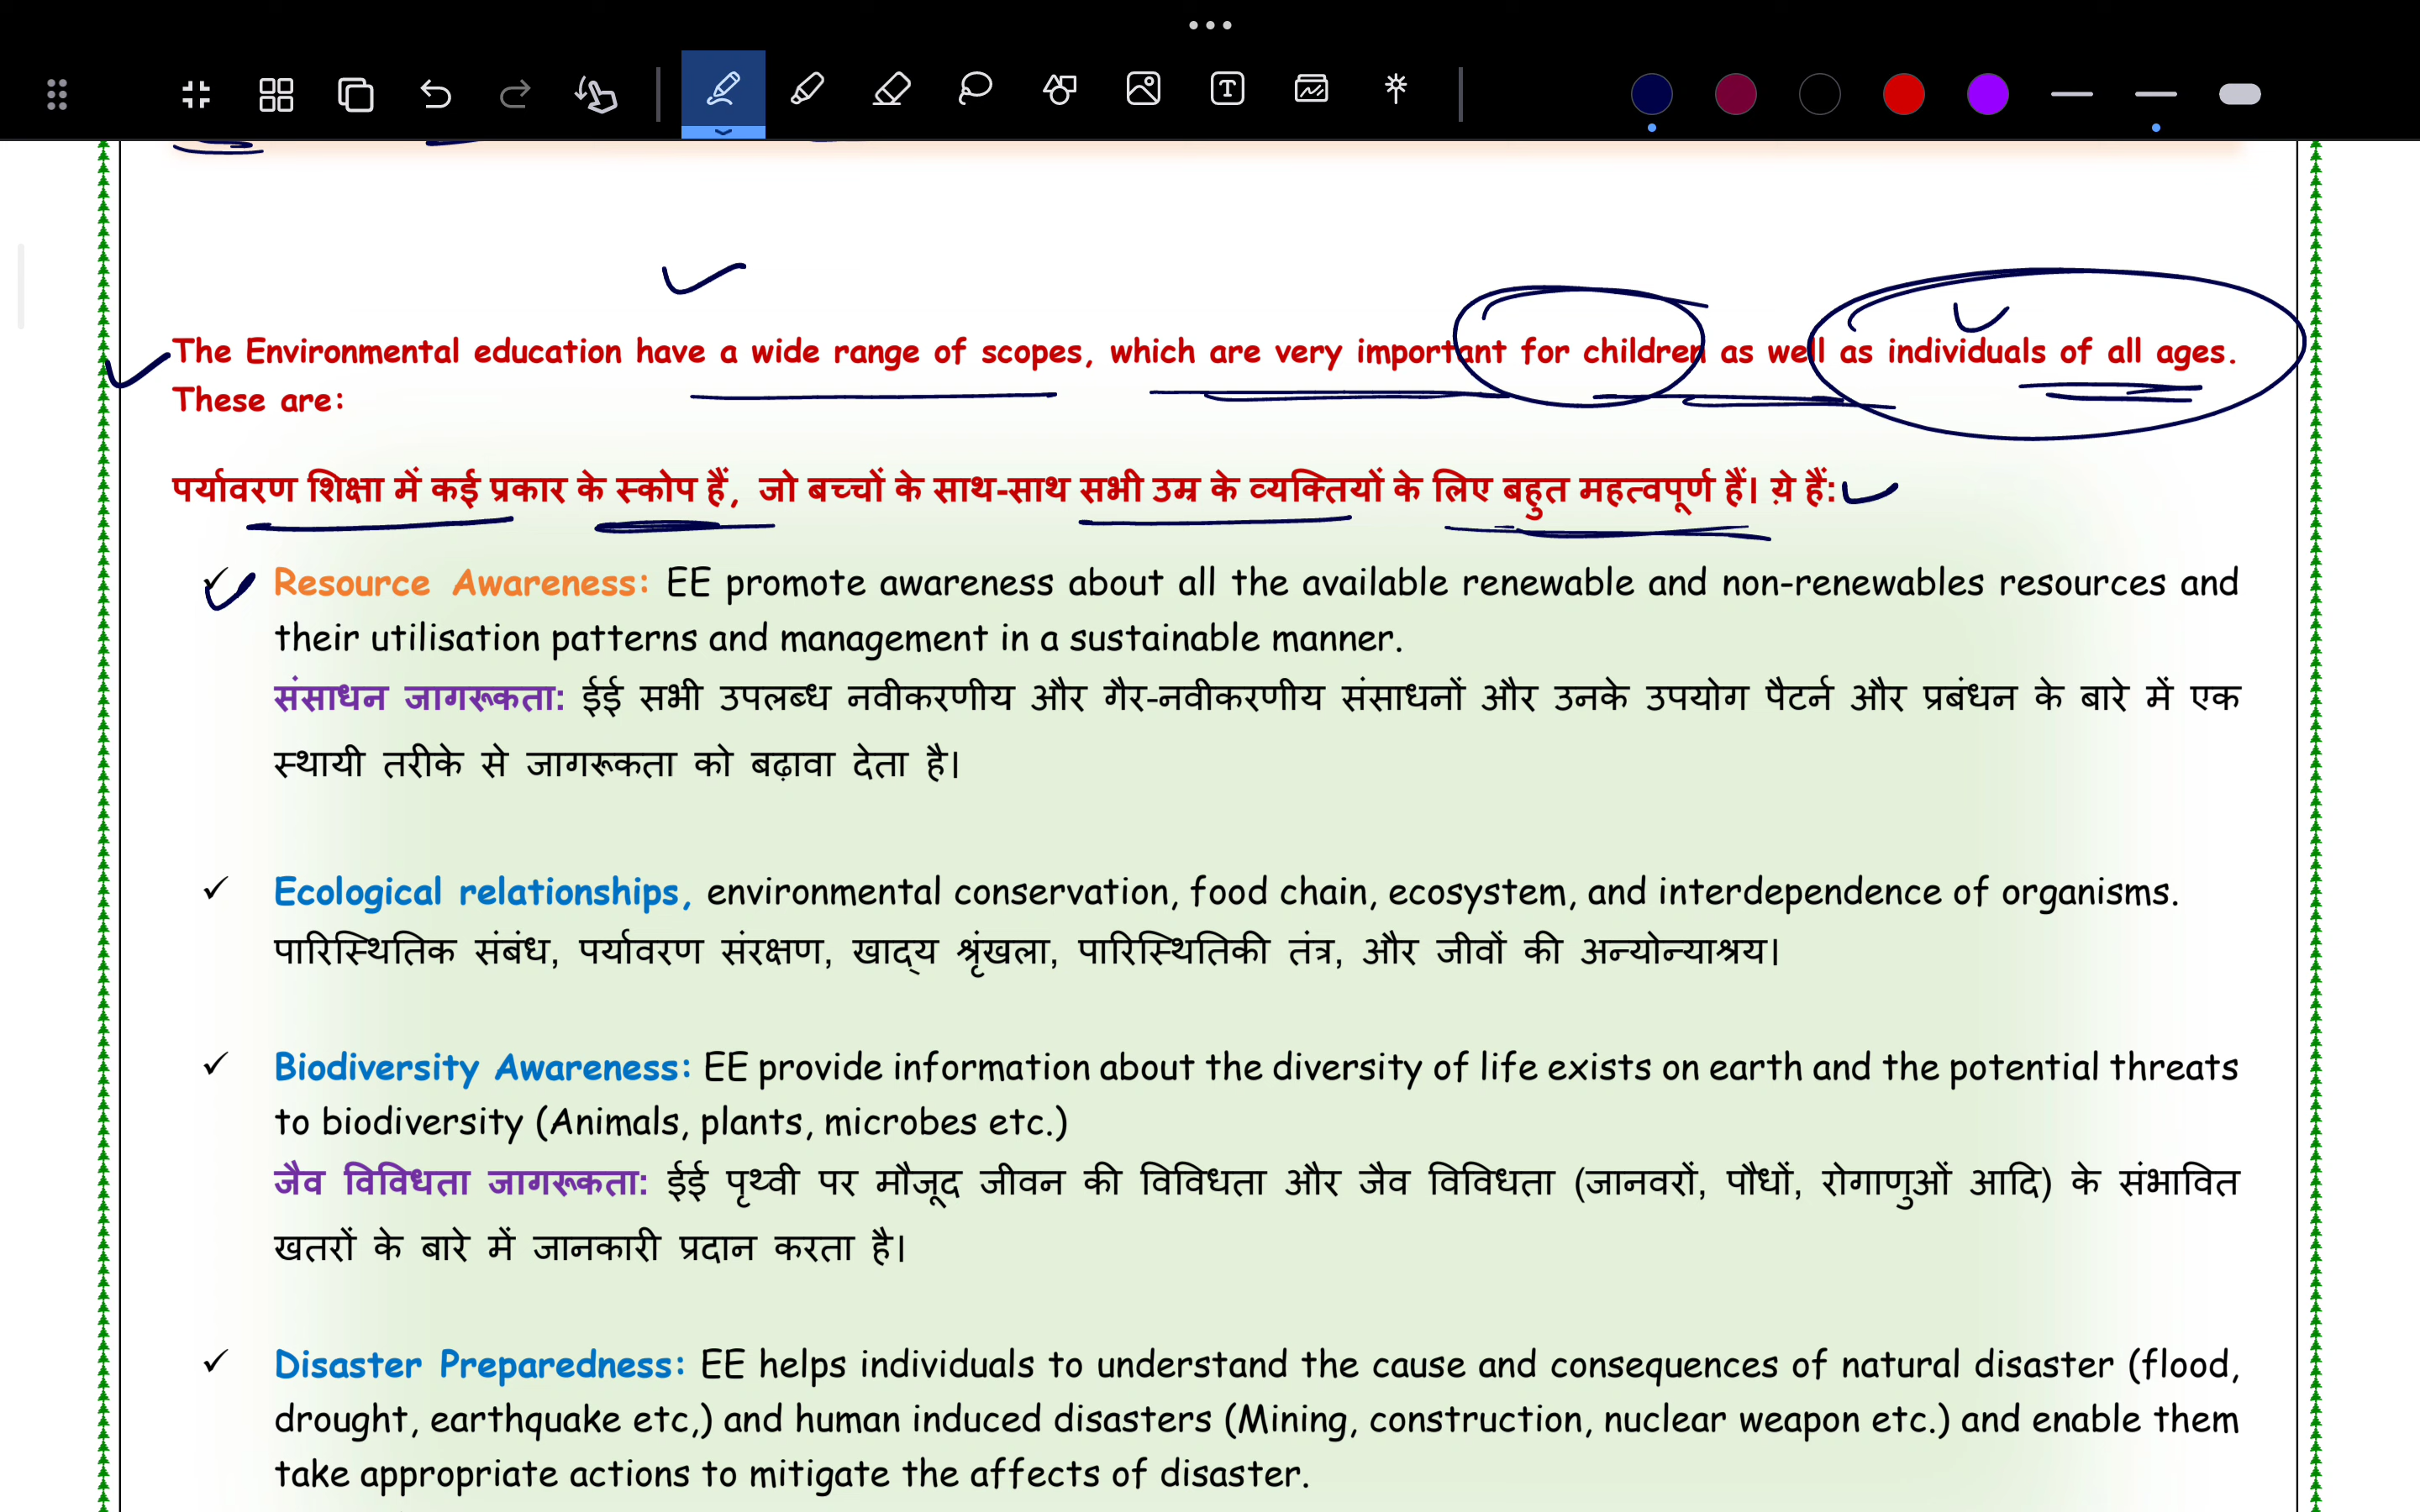 The Environmental education have a wide range of scopes, which are very important for children as well as individuals of all ages.
These are:
पर्यावरण शिक्षा में कई प्रकार के स्कोप हैं, जो बच्चों के साथ-साथ सभी उम्र के व्यक्तियों के लिए बहुत महत्वपूर्ण हैं। य़े हैं:
✓ Resource Awareness: EE promote awareness about all the available renewable and non-renewables resources and
their utilisation patterns and management in a sustainable manner.
संसाधन जागरूकता: ईई सभी उपलब्ध नवीकरणीय और गैर-नवीकरणीय संसाधनों और उनके उपयोग पैटर्न और प्रबंधन के बारे में एक
स्थायी तरीके से जागरूकता को बढ़ावा देता है।
✓ Ecological relationships, environmental conservation, food chain, ecosystem, and interdependence of organisms.
पारिस्थितिक संबंध, पर्यावरण संरक्षण, खाद्य श्रृंखला, पारिस्थितिकी तंत्र, और जीवों की अन्योन्याश्रय।
✓ Biodiversity Awareness: EE provide information about the diversity of life exists on earth and the potential threats
to biodiversity (Animals, plants, microbes etc.)
जैव विविधता जागरूकता: ईई पृथ्वी पर मौजूद जीवन की विविधता और जैव विविधता (जानवरों, पौधों, रोगाणुओं आदि) के संभावित
खतरों के बारे में जानकारी प्रदान करता है।
✓ Disaster Preparedness: EE helps individuals to understand the cause and consequences of natural disaster (flood,
drought, earthquake etc,) and human induced disasters (Mining, construction, nuclear weapon etc.) and enable them
take appropriate actions to mitigate the affects of disaster.